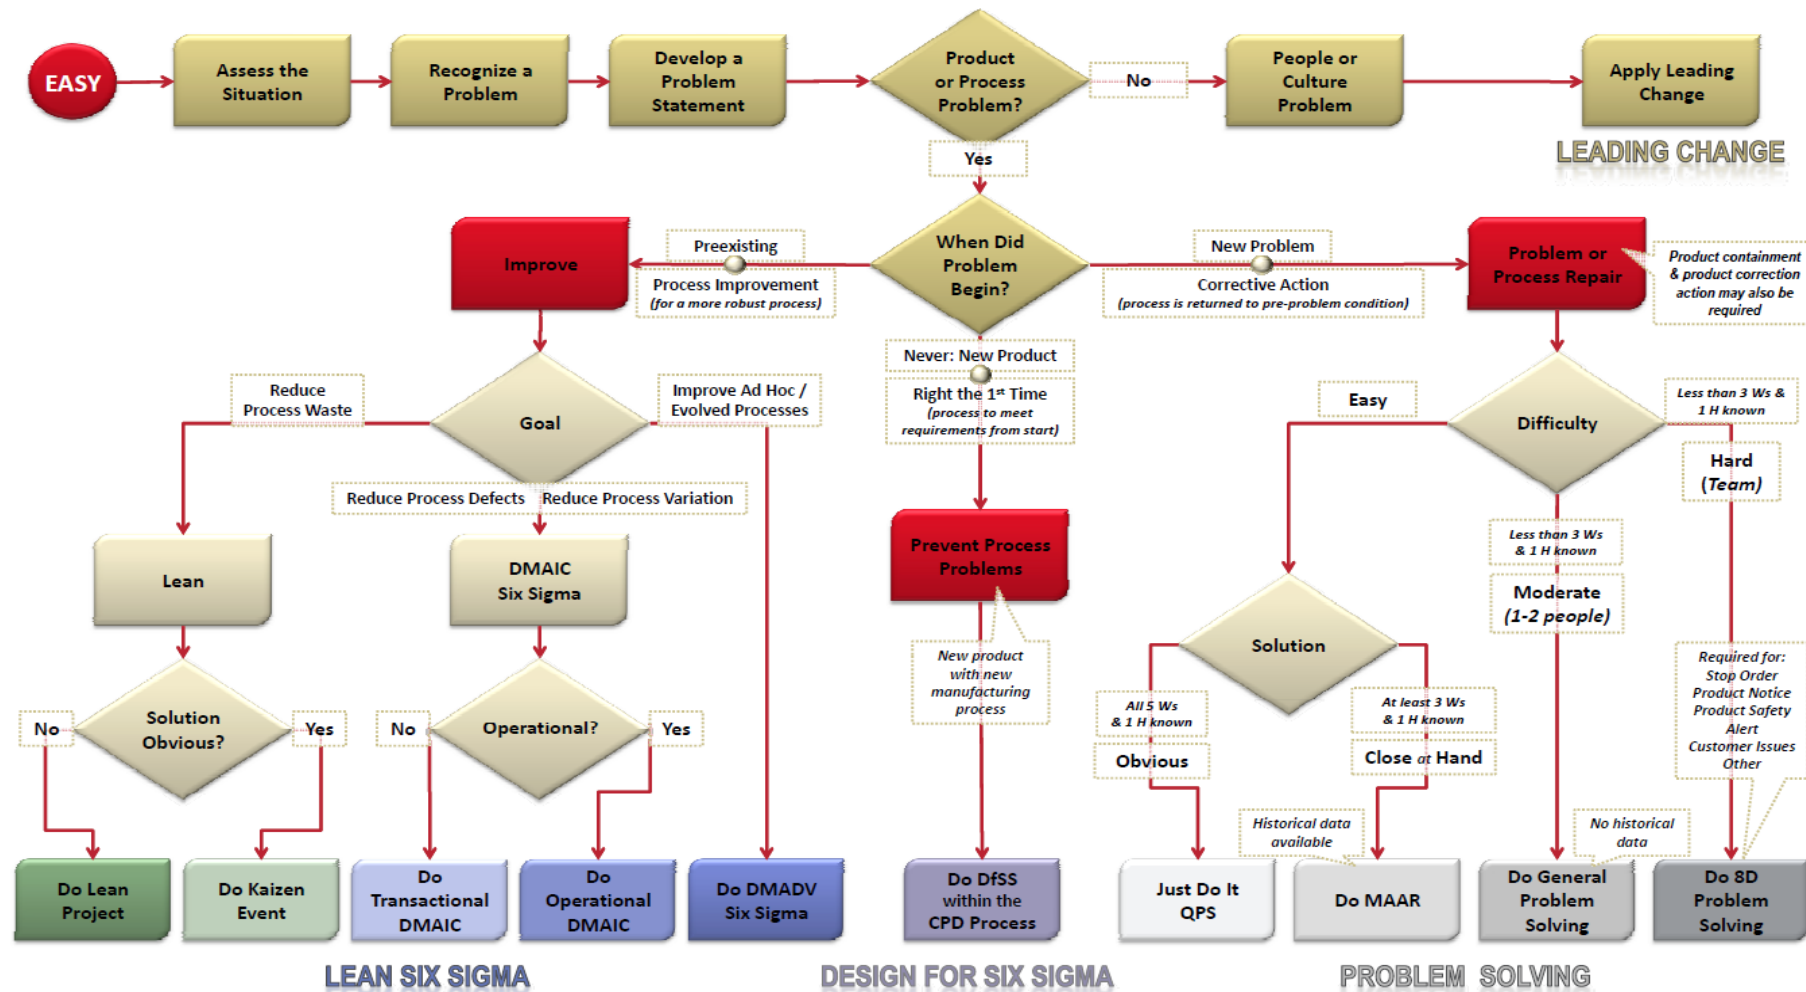 EASY
Assess the
Situation
Recognize a
Problem
Develop a
Problem
Statement
Product
or Process
Problem?
No
People or
Culture
Problem
Apply Leading
Change
LEADING CHANGE
Yes
Improve
Preexisting
Process Improvement
(for a more robust process)
When Did
Problem
Begin?
New Problem
Corrective Action
(process is returned to pre-problem condition)
Problem or
Process Repair
Product containment
& product correction
action may also be
required
Never: New Product
Right the 1st Time
(process to meet
requirements from start)
Reduce
Process Waste
Goal
Improve Ad Hoc /
Evolved Processes
Reduce Process Defects
Reduce Process Variation
Easy
Difficulty
Less than 3 Ws &
1 H known
Hard
(Team)
Lean
DMAIC
Six Sigma
Prevent Process
Problems
Less than 3 Ws
& 1 H known
Moderate
(1-2 people)
New product
with new
manufacturing
process
Solution
Required for:
Stop Order
Product Notice
Product Safety
Alert
Customer Issues
Other
No
Solution
Obvious?
Yes
No
Operational?
Yes
All 5 Ws
& 1 H known
Obvious
At least 3 Ws
& 1 H known
Close at Hand
Historical data
available
No historical
data
Do Lean
Project
Do Kaizen
Event
Do
Transactional
DMAIC
Do
Operational
DMAIC
Do DMADV
Six Sigma
Do DfSS
within the
CPD Process
Just Do It
QPS
Do MAAR
Do General
Problem
Solving
Do 8D
Problem
Solving
LEAN SIX SIGMA
DESIGN FOR SIX SIGMA
PROBLEM SOLVING